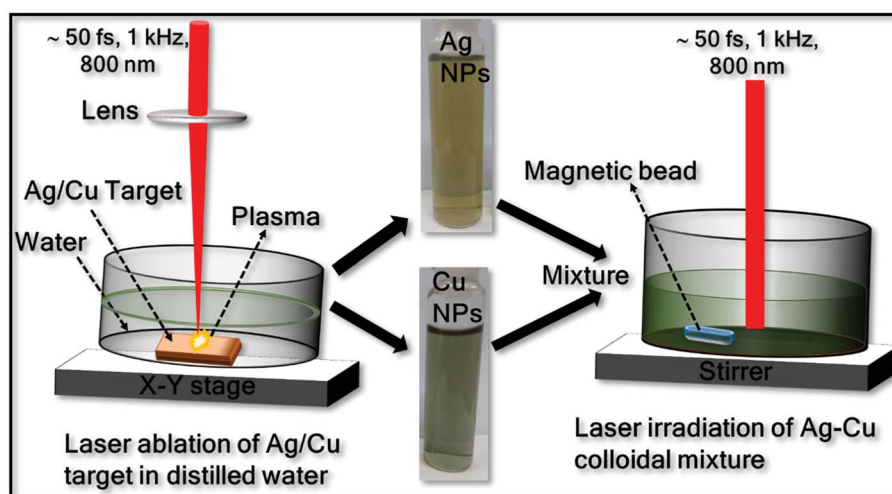 ~ 50 fs, 1 kHz,
800 nm
Lens
Ag/Cu Target
Water
Plasma
X-Y stage
Laser ablation of Ag/Cu
target in distilled water
Ag
NPs
Cu
NPs
Mixture
~ 50 fs, 1 kHz,
800 nm
Magnetic bead
Stirrer
Laser irradiation of Ag-Cu
colloidal mixture